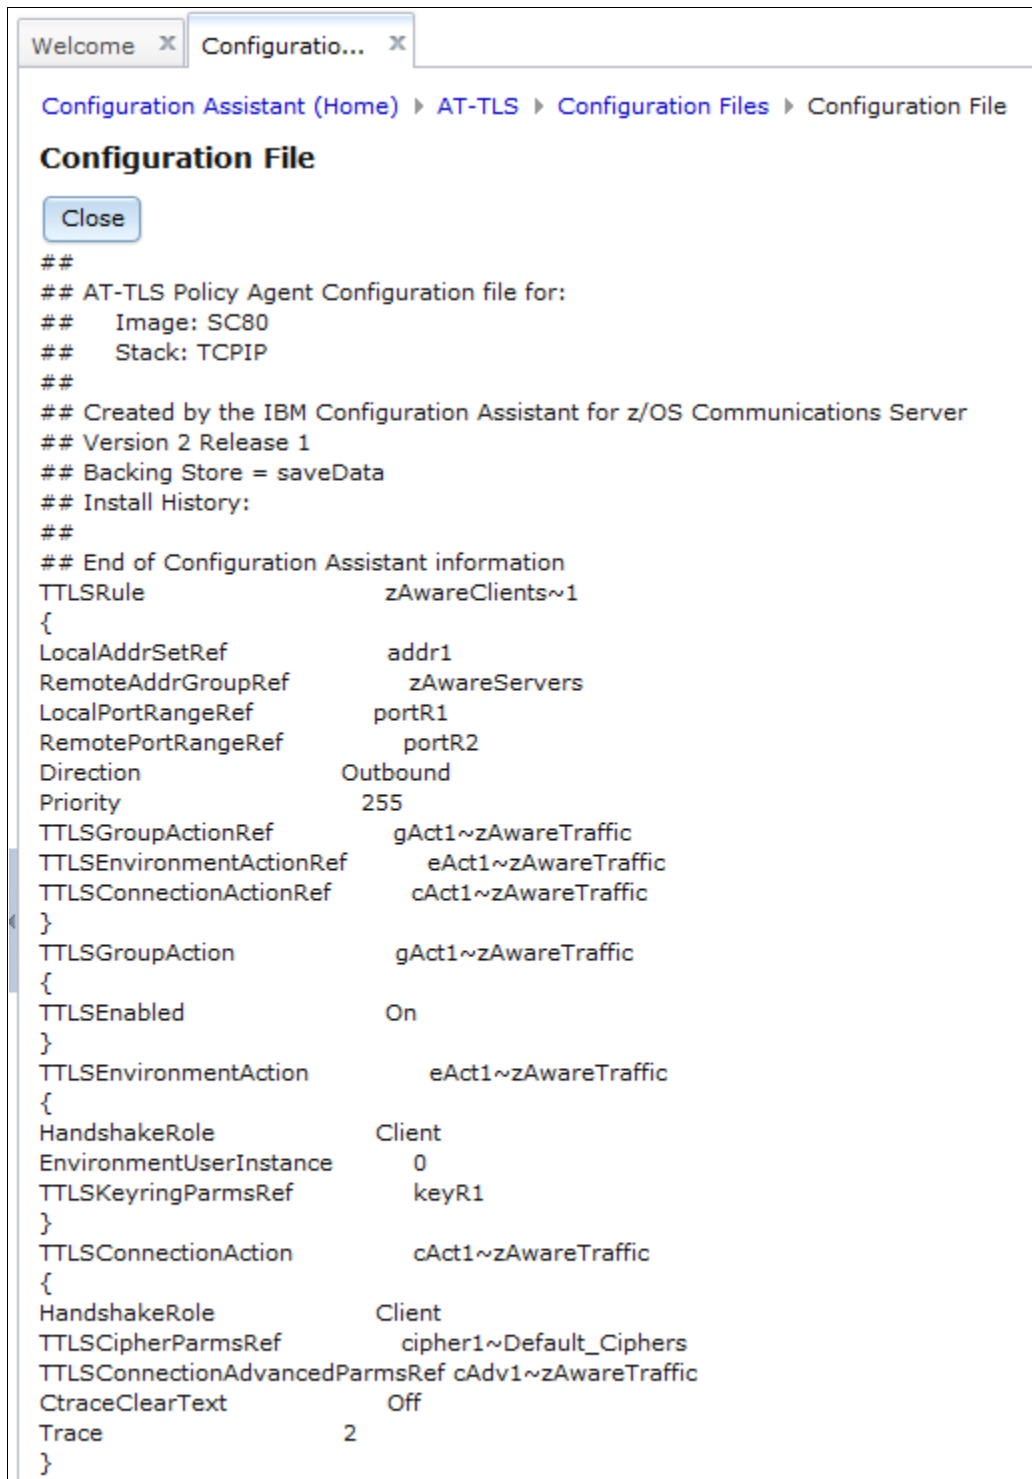 Welcome x Configuratio... x
Configuration Assistant (Home) AT-TLS Configuration Files Configuration File
Configuration File
Close
##
## AT-TLS Policy Agent Configuration file for:
## Image: SC80
## Stack: TCPIP
##
## Created by the IBM Configuration Assistant for z/OS Communications Server
## Version 2 Release 1
## Backing Store = saveData
## Install History:
##
## End of Configuration Assistant information
TTLSRule zAwareClients~1
{
LocalAddrSetRef addr1
RemoteAddrGroupRef zAwareServers
LocalPortRangeRef portR1
RemotePortRangeRef portR2
Direction Outbound
Priority 255
TTLSGroupActionRef gAct1~zAwareTraffic
TTLSEnvironmentActionRef eAct1~zAwareTraffic
TTLSConnectionActionRef cAct1~zAwareTraffic
}
TTLSGroupAction gAct1~zAwareTraffic
{
TTLSEnabled On
}
TTLSEnvironmentAction eAct1~zAwareTraffic
{
HandshakeRole Client
EnvironmentUserInstance 0
TTLSKeyringParmsRef keyR1
}
TTLSConnectionAction cAct1~zAwareTraffic
{
HandshakeRole Client
TTLSCipherParmsRef cipher1~Default_Ciphers
TTLSConnectionAdvancedParmsRef cAdv1~zAwareTraffic
CtraceClearText Off
Trace 2
}